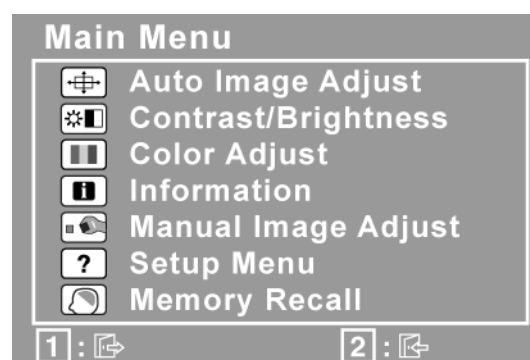 Main Menu
Auto Image Adjust
Contrast/Brightness
Color Adjust
i Information
Manual Image Adjust
? Setup Menu
Memory Recall
1 : 2 :